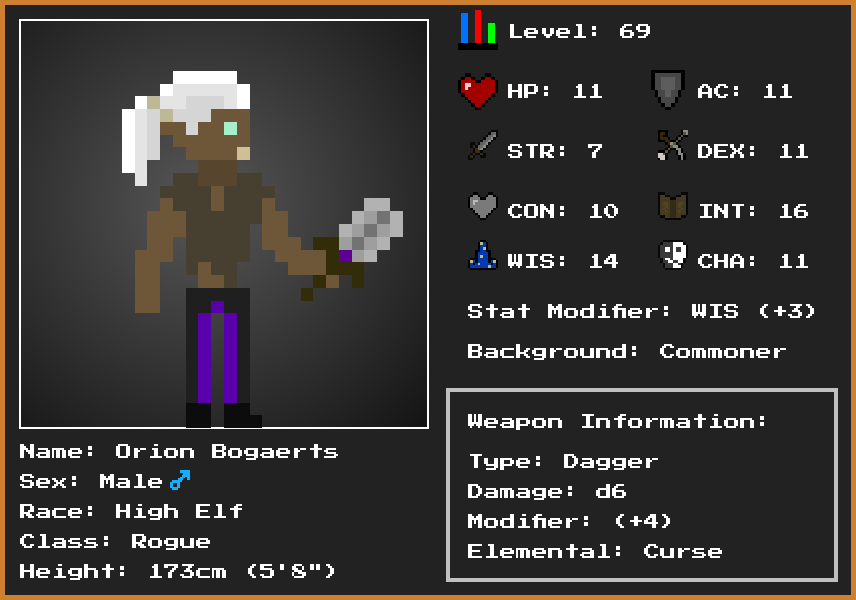 Level: 69
HP: 11
AC: 11
STR: 7
DEX: 11
CON: 10
INT: 16
WIS: 14
CHA: 11
Stat Modifier: WIS (+3)
Background: Commoner
Weapon Information:
Type: Dagger
Damage: d6
Modifier: (+4)
Elemental: Curse
Name: Orion Bogaerts
Sex: Male♂
Race: High Elf
Class: Rogue
Height: 173cm (5'8")